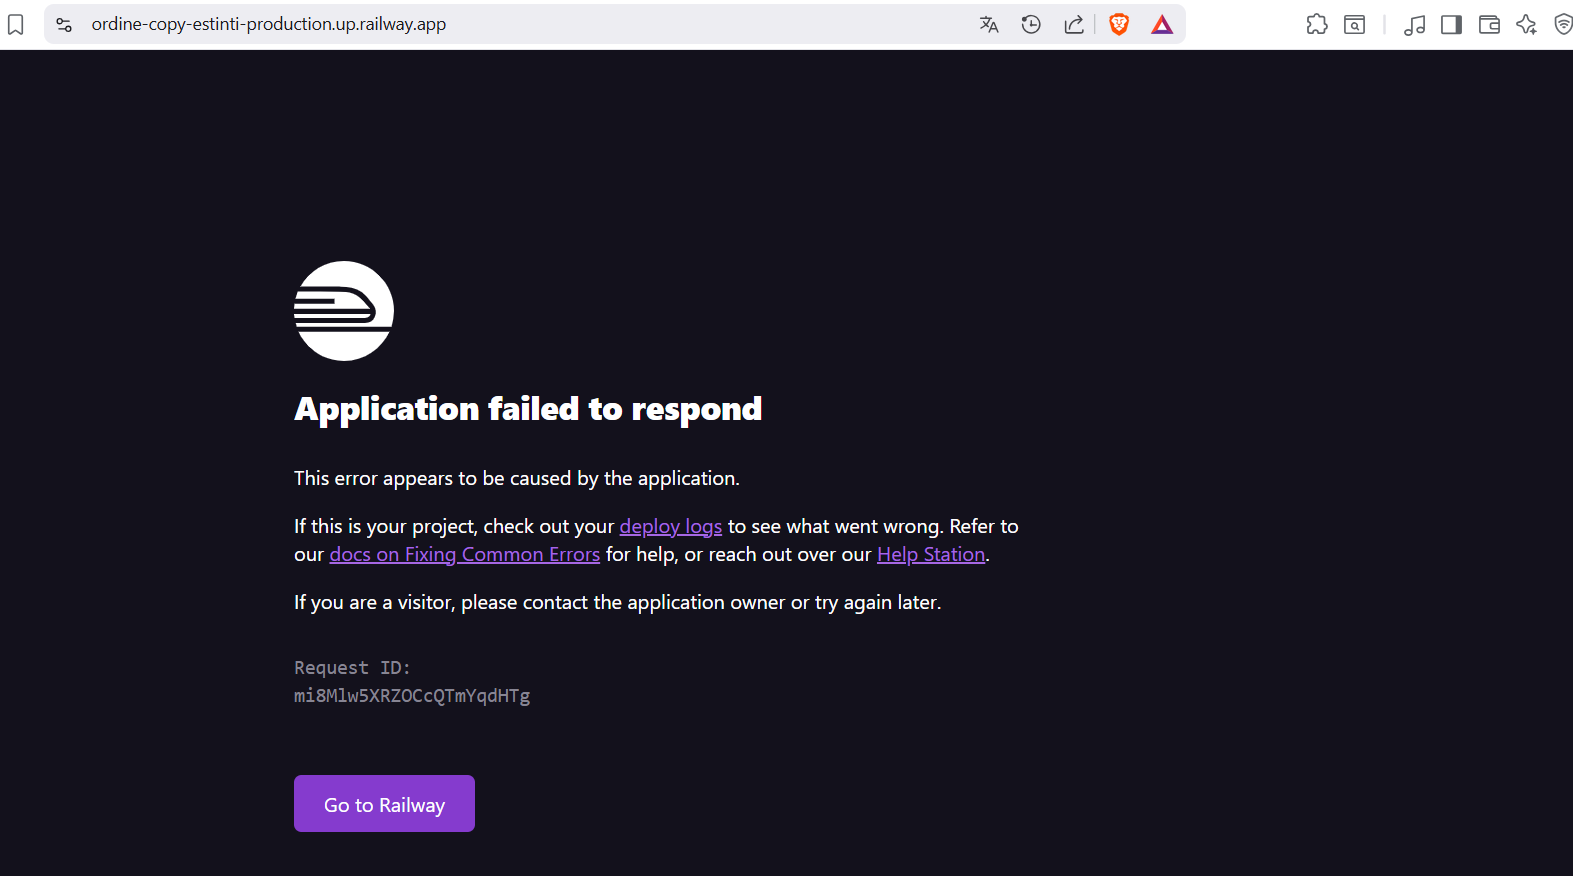 ordine-copy-estinti-production.up.railway.app
Application failed to respond
This error appears to be caused by the application.
If this is your project, check out your deploy logs to see what went wrong. Refer to
our docs on Fixing Common Errors for help, or reach out over our Help Station.
If you are a visitor, please contact the application owner or try again later.
Request ID:
mi8Mlw5XRZOCcQTmYqdHTg
Go to Railway